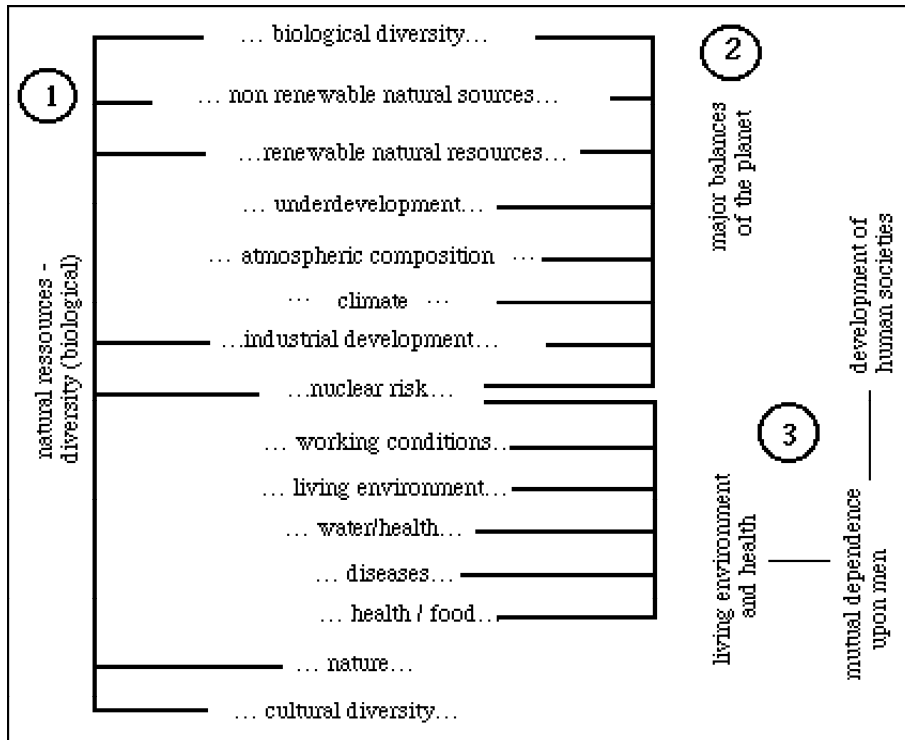 1
natural ressources -
diversity (biological)
... biological diversity...
... non renewable natural sources...
...renewable natural resources...
... underdevelopment...
... atmospheric composition ...
... climate ...
...industrial development...
...nuclear risk...
... working conditions...
... living environment...
... water/health...
... diseases...
... health / food...
... nature...
... cultural diversity...
2
major balances
of the planet
3
living environment
and health
mutual dependence
upon men
development of
human societies